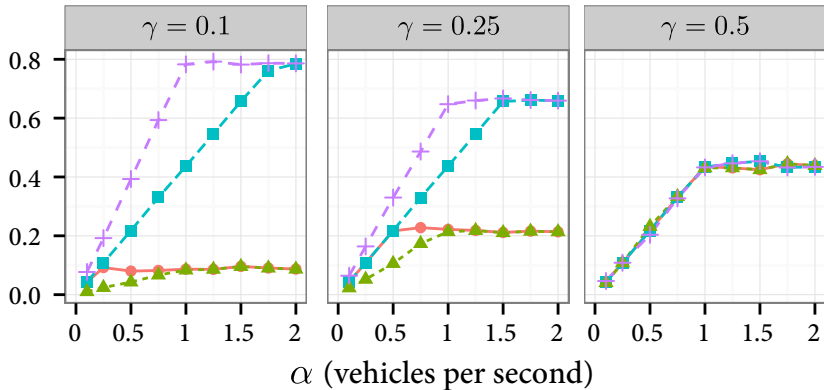 γ = 0.1 γ = 0.25 γ = 0.5
0.8
0.6
0.4
0.2
0.0
0 0.5 1 1.5 2 0 0.5 1 1.5 2 0 0.5 1 1.5 2
α (vehicles per second)